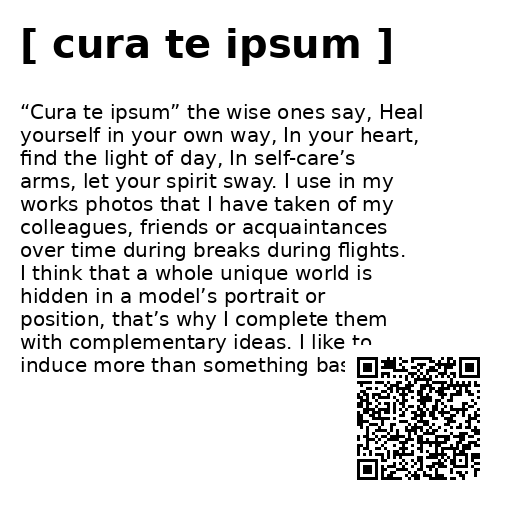 [ cura te ipsum ]
“Cura te ipsum” the wise ones say, Heal
yourself in your own way, In your heart,
find the light of day, In self-care’s
arms, let your spirit sway. I use in my
works photos that I have taken of my
colleagues, friends or acquaintances
over time during breaks during flights.
I think that a whole unique world is
hidden in a model’s portrait or
position, that’s why I complete them
with complementary ideas. I like to
induce more than something